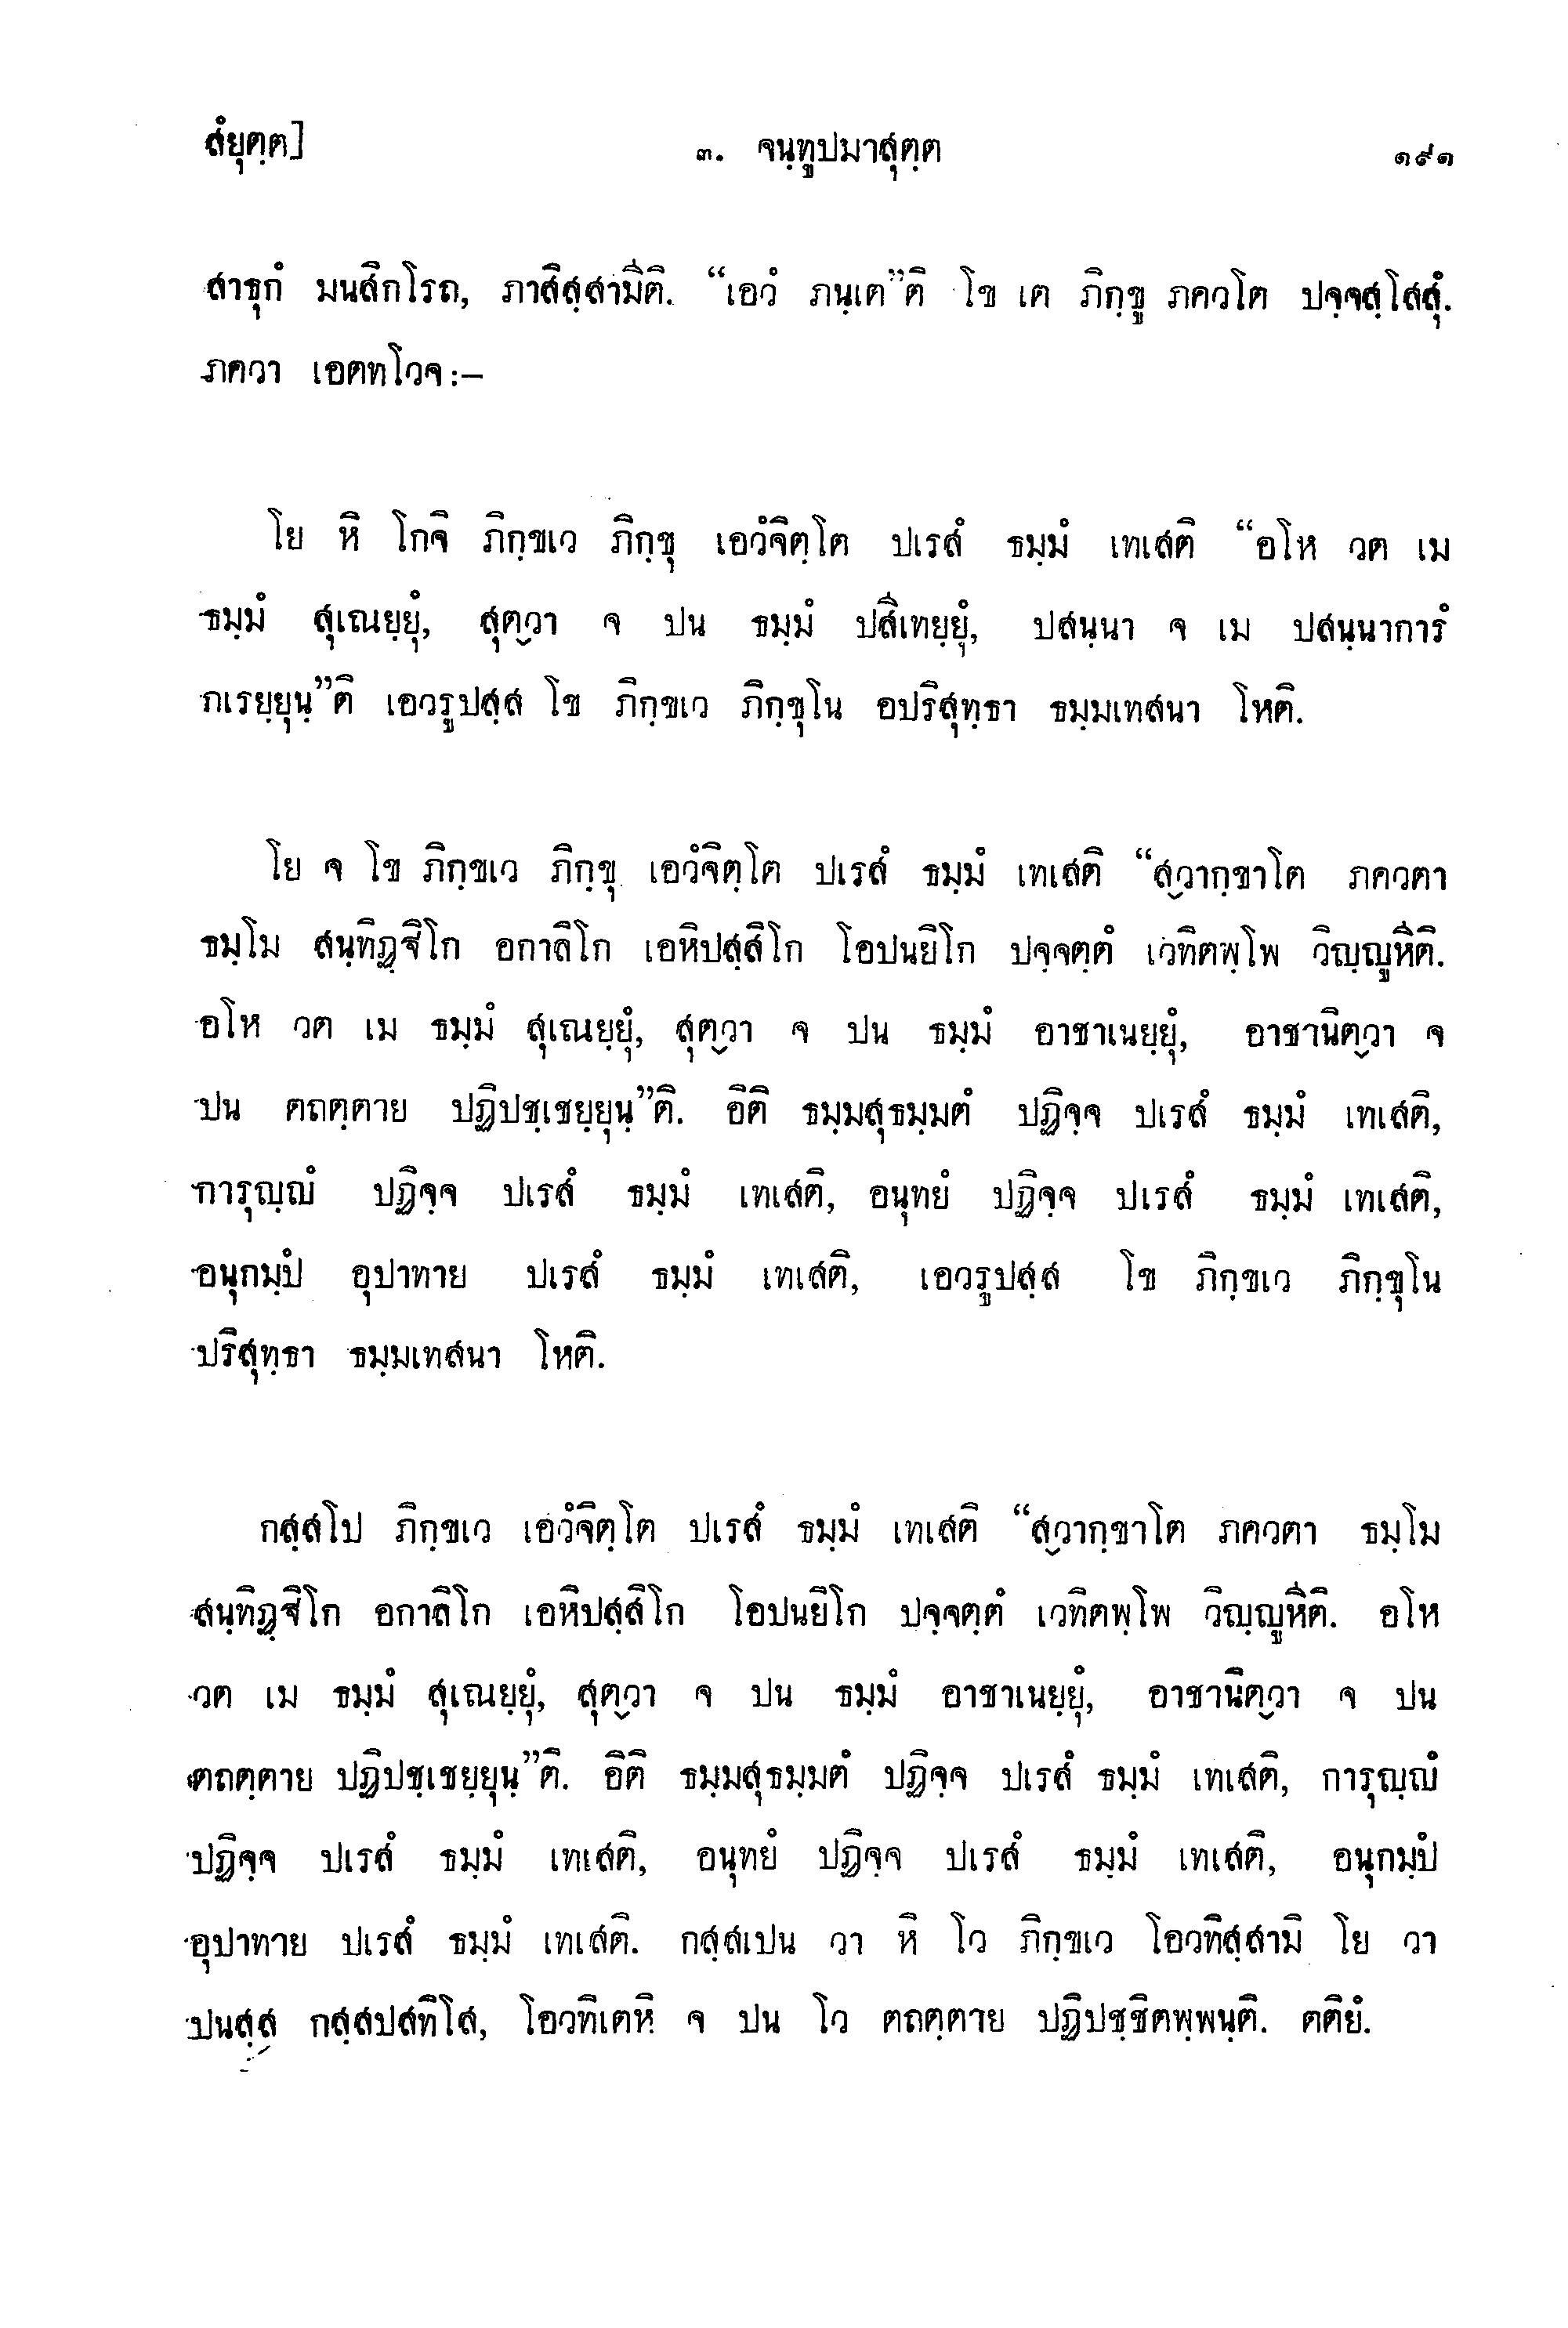 สํยุตฺต]
๓. จนฺทูปมาสุตฺต
๑๙๑
สาธุกํ มนสิกโรถ, ภาสิสฺสามีติ. “เอวํ ภนฺเต”ติ โข เต ภิกฺขู ภควโต ปจฺจสฺโสสุํ.
ภควา เอตทโวจ:–
โย หิ โกจิ ภิกฺขเว ภิกฺขุ เอวํจิตฺโต ปเรสํ ธมฺมํ เทเสติ “อโห วต เม
ธมฺมํ สุเณยฺยุํ, สุตฺวา จ ปน ธมฺมํ ปสีเทยฺยุํ, ปสนฺนา จ เม ปสนฺนาการํ
กเรยฺยุนฺ”ติ เอวรูปสฺส โข ภิกฺขเว ภิกฺขุโน อปริสุทฺธา ธมฺมเทสนา โหติ.
โย จ โข ภิกฺขเว ภิกฺขุ เอวํจิตฺโต ปเรสํ ธมฺมํ เทเสติ “สฺวากฺขาโต ภควตา
ธมฺโม สนฺทิฏฺฐิโก อกาลิโก เอหิปสฺสิโก โอปนยิโก ปจฺจตฺตํ เวทิตพฺโพ วิญฺญูหีติ.
อโห วต เม ธมฺมํ สุเณยฺยุํ, สุตฺวา จ ปน ธมฺมํ อาชาเนยฺยุํ, อาชานิตฺวา จ
ปน ตถตฺตาย ปฏิปชฺเชยฺยุนฺ”ติ. อิติ ธมฺมสุธมฺมตํ ปฏิจฺจ ปเรสํ ธมฺมํ เทเสติ,
การุญฺญํ ปฏิจฺจ ปเรสํ ธมฺมํ เทเสติ, อนุทยํ ปฏิจฺจ ปเรสํ ธมฺมํ เทเสติ,
อนุกมฺปํ อุปาทาย ปเรสํ ธมฺมํ เทเสติ, เอวรูปสฺส โข ภิกฺขเว ภิกฺขุโน
ปริสุทฺธา ธมฺมเทสนา โหติ.
กสฺสโป ภิกฺขเว เอวํจิตฺโต ปเรสํ ธมฺมํ เทเสติ “สฺวากฺขาโต ภควตา ธมฺโม
สนฺทิฏฺฐิโก อกาลิโก เอหิปสฺสิโก โอปนยิโก ปจฺจตฺตํ เวทิตพฺโพ วิญฺญูหีติ. อโห
วต เม ธมฺมํ สุเณยฺยุํ, สุตฺวา จ ปน ธมฺมํ อาชาเนยฺยุํ, อาชานิตฺวา จ ปน
ตถตฺตาย ปฏิปชฺเชยฺยุนฺ”ติ. อิติ ธมฺมสุธมฺมตํ ปฏิจฺจ ปเรสํ ธมฺมํ เทเสติ, การุญฺญํ
ปฏิจฺจ ปเรสํ ธมฺมํ เทเสติ, อนุทยํ ปฏิจฺจ ปเรสํ ธมฺมํ เทเสติ, อนุกมฺปํ
อุปาทาย ปเรสํ ธมฺมํ เทเสติ. กสฺสเปน วา หิ โว ภิกฺขเว โอวทิสฺสามิ โย วา
ปนสฺส กสฺสปสทิโส, โอวทิเตหิ จ ปน โว ตถตฺตาย ปฏิปชฺชิตพฺพนฺติ. ตติยํ.